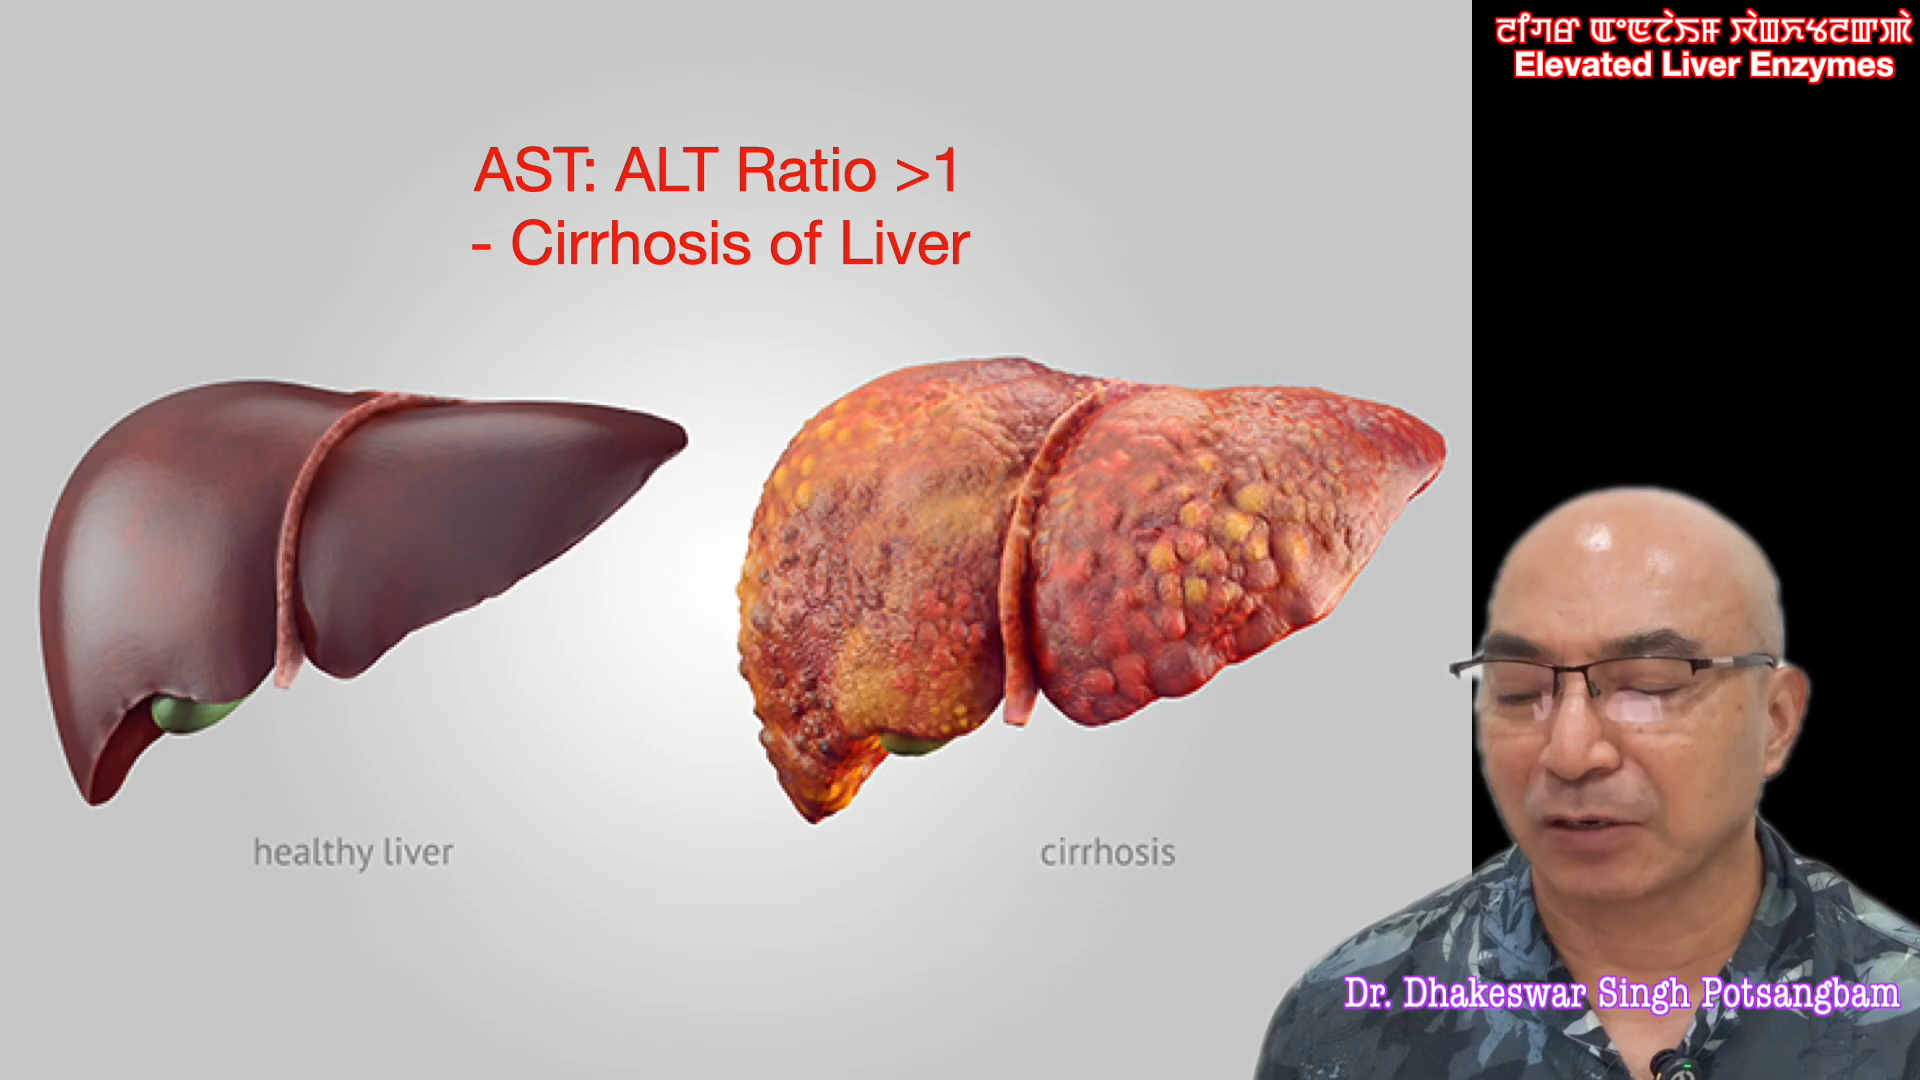 Elevated Liver Enzymes
AST: ALT Ratio >1
- Cirrhosis of Liver
healthy liver
cirrhosis
Dr. Dhakeswar Singh Potsangbam